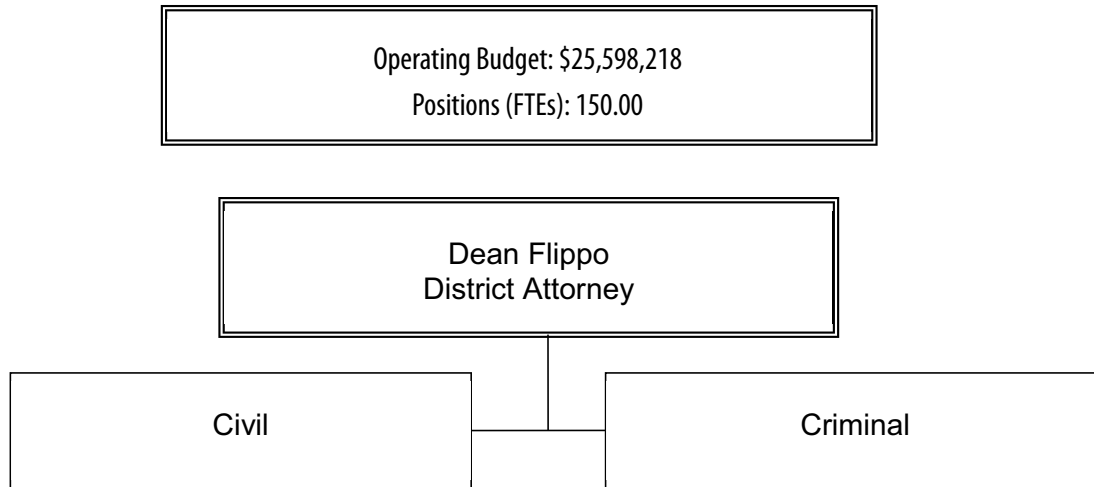 Operating Budget: $25,598,218
Positions (FTEs): 150.00
Dean Flippo
District Attorney
Civil
Criminal